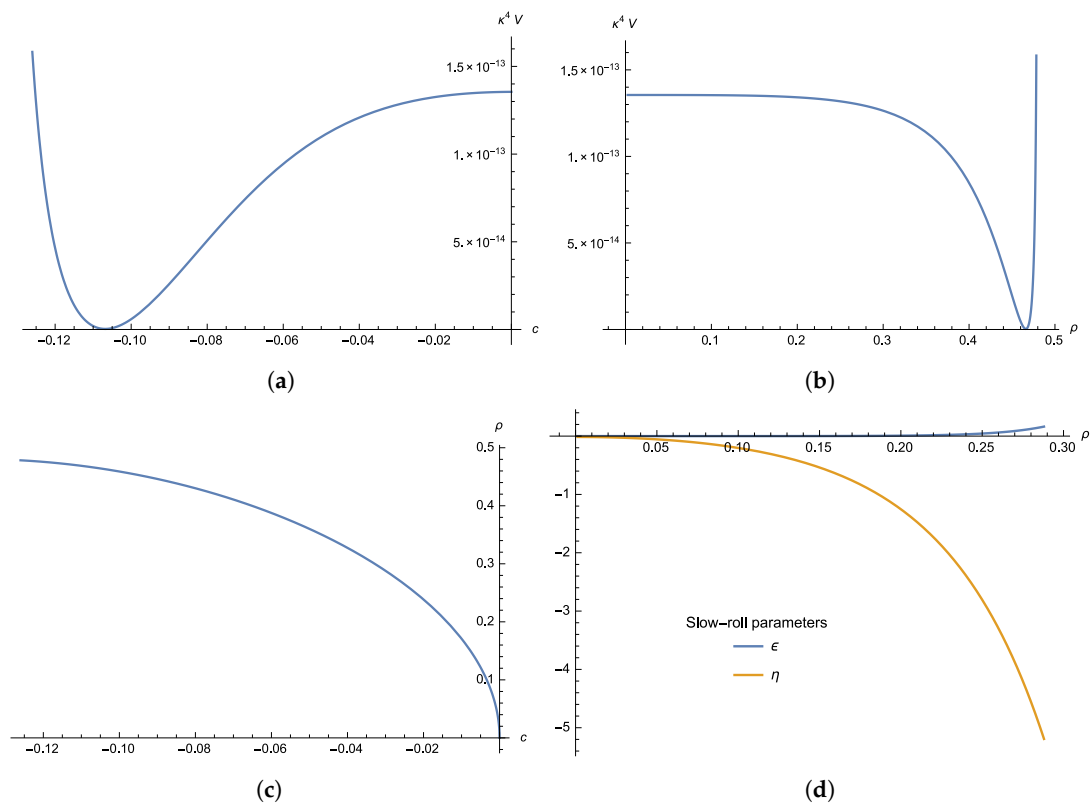 κ⁴ V
1.5×10⁻¹³
1.×10⁻¹³
5.×10⁻¹⁴
-0.12 -0.10 -0.08 -0.06 -0.04 -0.02 c
(a)
κ⁴ V
1.5×10⁻¹³
1.×10⁻¹³
5.×10⁻¹⁴
0.1 0.2 0.3 0.4 0.5 ρ
(b)
ρ
0.5
0.4
0.3
0.2
0.1
-0.12 -0.10 -0.08 -0.06 -0.04 -0.02 c
(c)
0.05 0.10 0.15 0.20 0.25 0.30 ρ
-1
-2
-3
-4
-5
Slow-roll parameters
ϵ
η
(d)